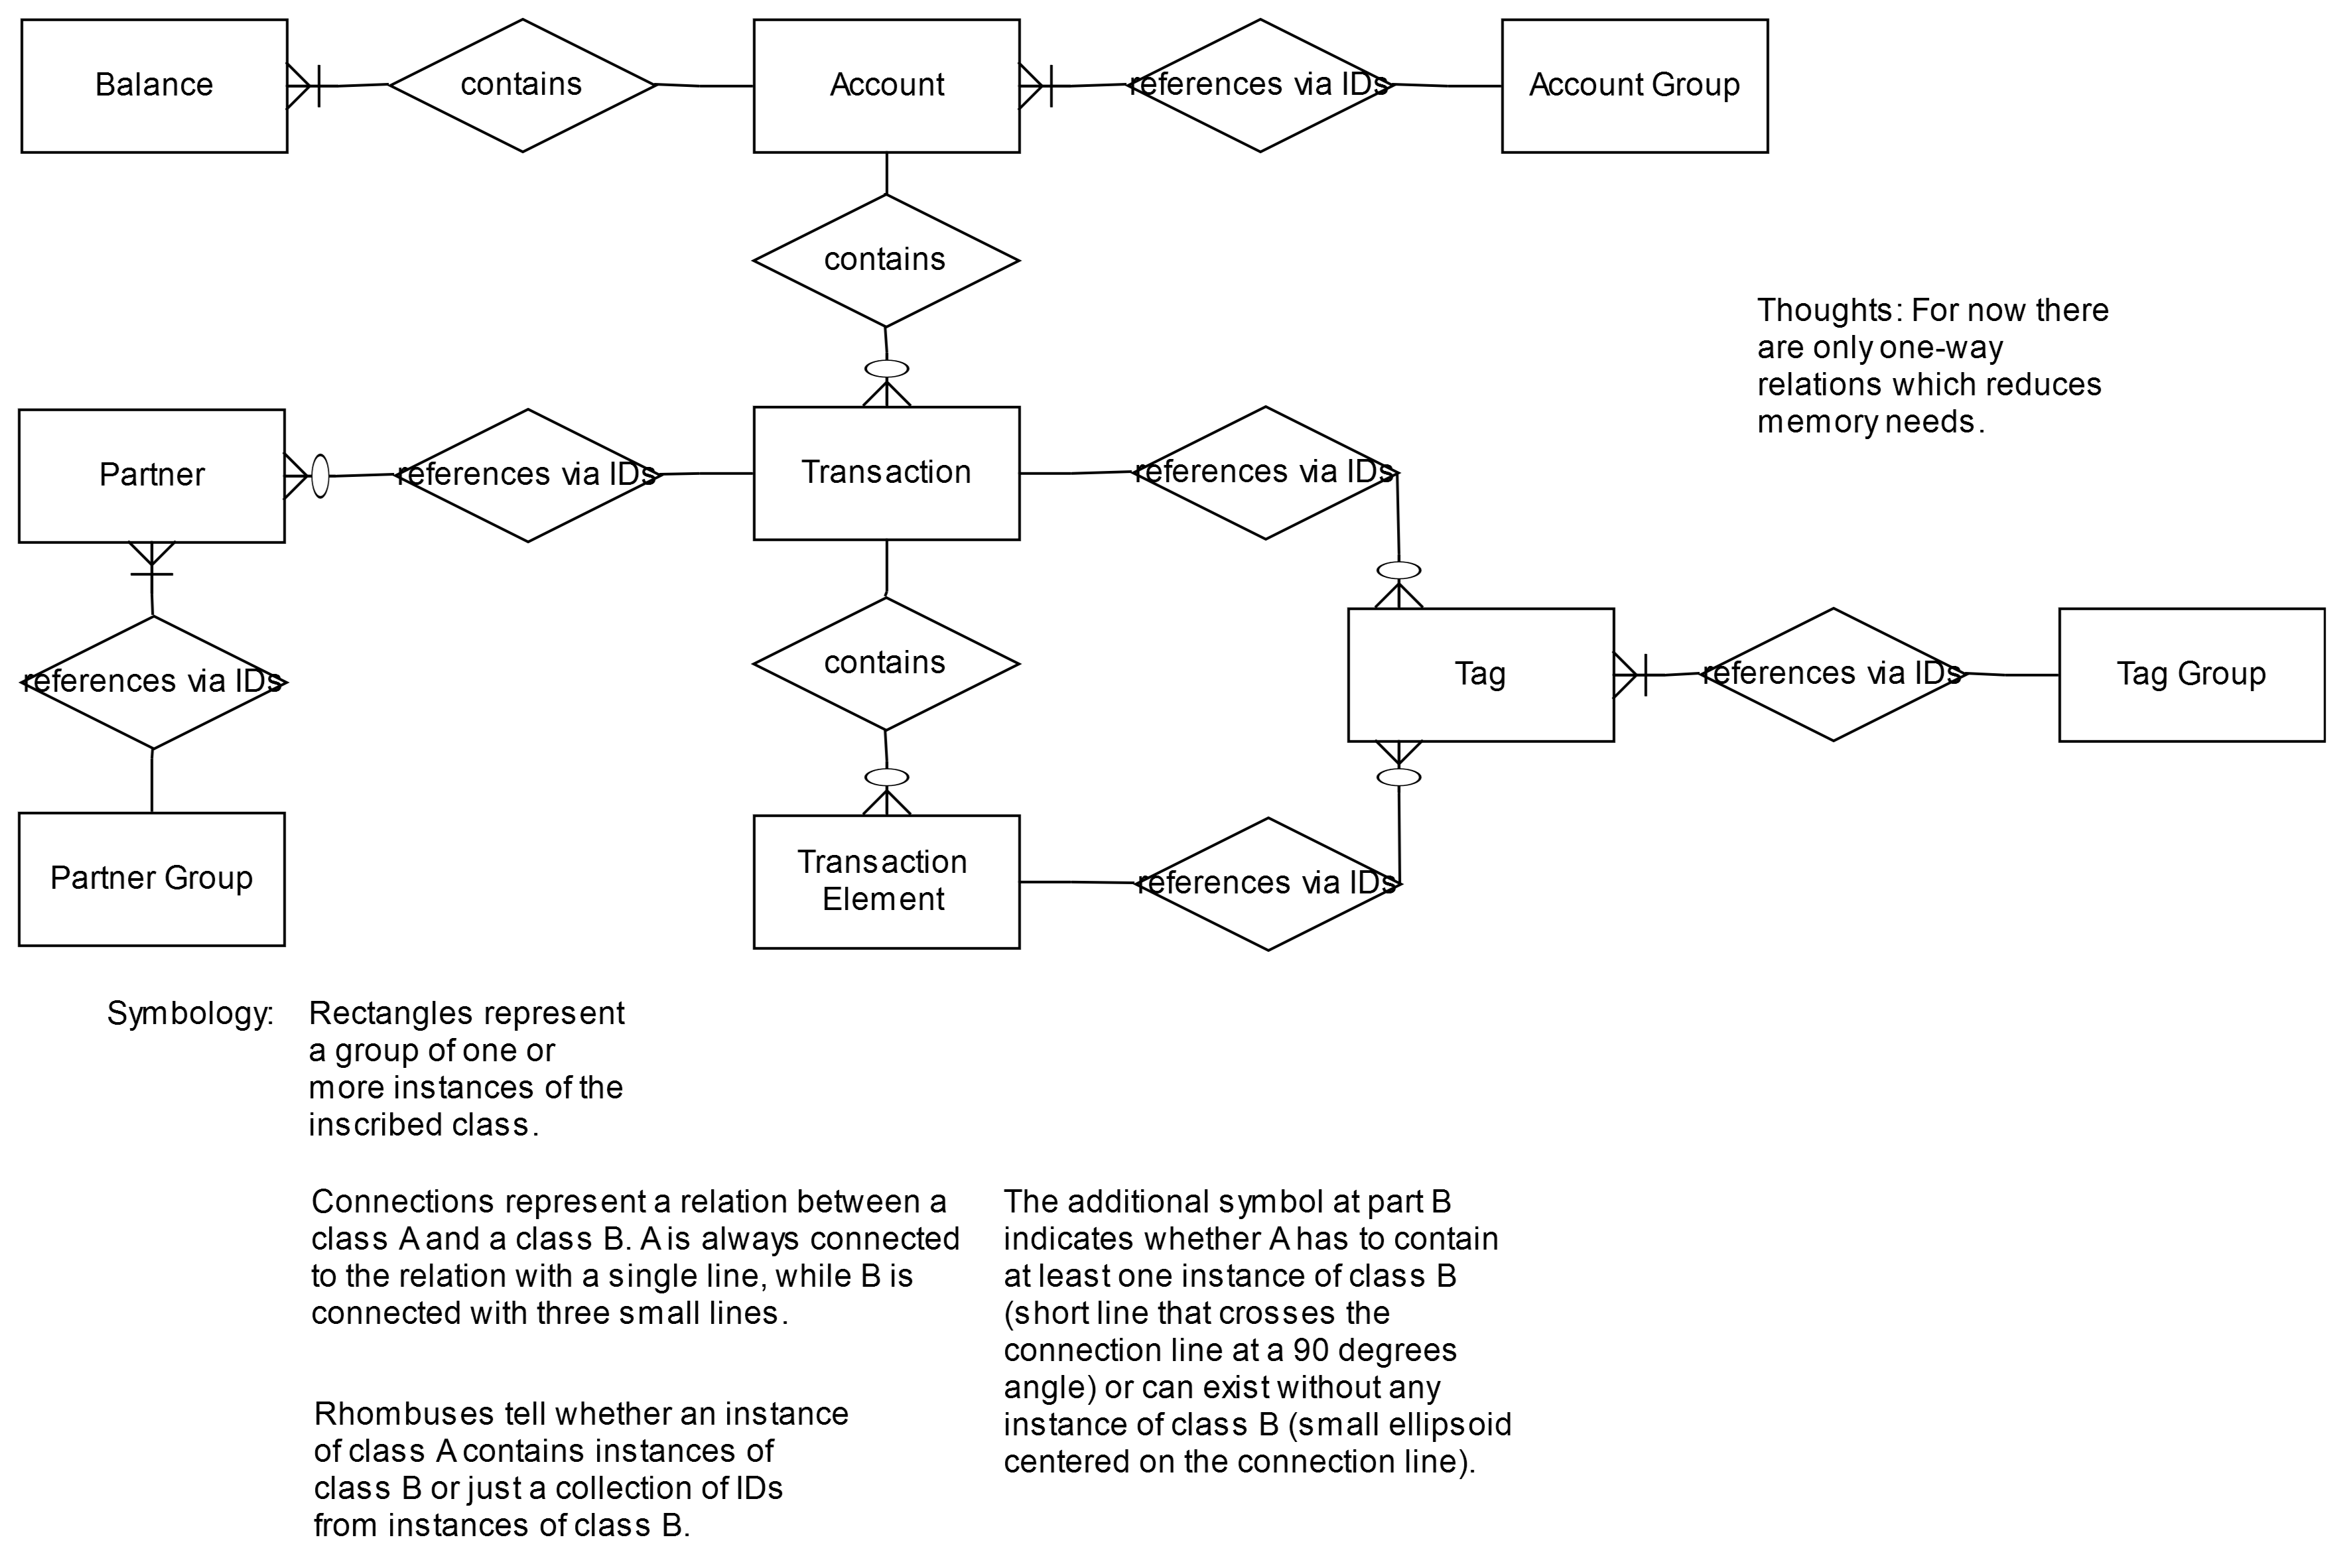 Balance
contains
Account
references via IDs
Account Group
contains
Thoughts: For now there
are only one-way
relations which reduces
memory needs.
Partner
references via IDs
Transaction
references via IDs
references via IDs
contains
Tag
references via IDs
Tag Group
Partner Group
Transaction
Element
references via IDs
Symbology:
Rectangles represent
a group of one or
more instances of the
inscribed class.
Connections represent a relation between a
class A and a class B. A is always connected
to the relation with a single line, while B is
connected with three small lines.
The additional symbol at part B
indicates whether A has to contain
at least one instance of class B
(short line that crosses the
connection line at a 90 degrees
angle) or can exist without any
instance of class B (small ellipsoid
centered on the connection line).
Rhombuses tell whether an instance
of class A contains instances of
class B or just a collection of IDs
from instances of class B.